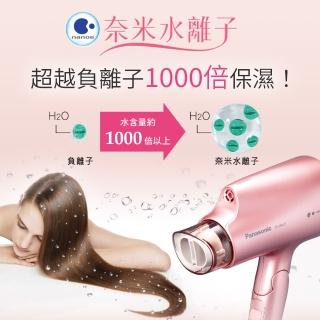 nanoe
奈米水離子
超越負離子1000倍保濕！
H2O
水含量約
1000倍以上
H2O
負離子
奈米水離子
Panasonic